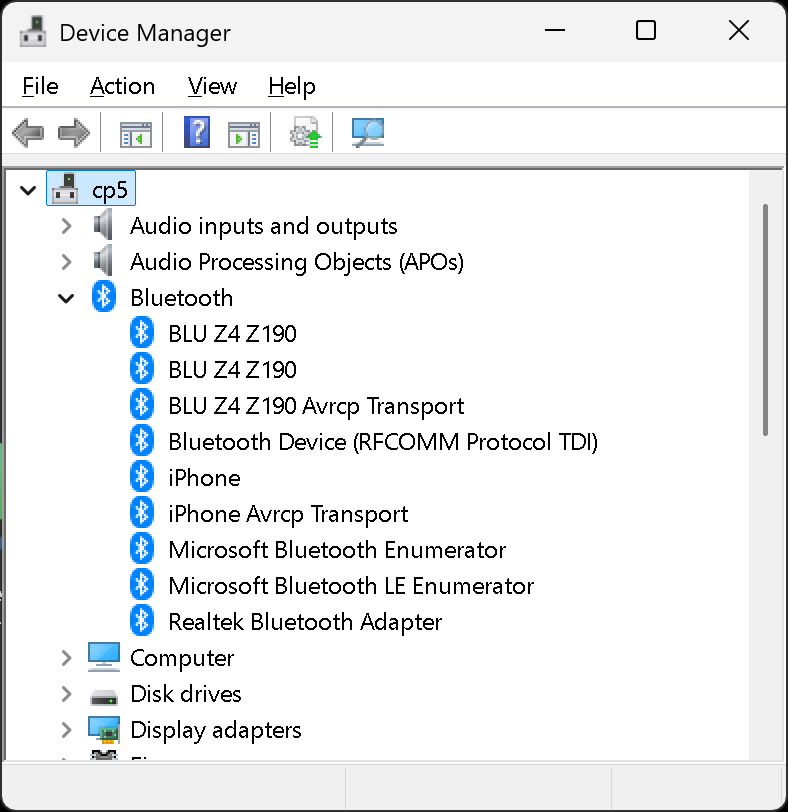 Device Manager
File Action View Help
cp5
Audio inputs and outputs
Audio Processing Objects (APOs)
Bluetooth
BLU Z4 Z190
BLU Z4 Z190
BLU Z4 Z190 Avrcp Transport
Bluetooth Device (RFCOMM Protocol TDI)
iPhone
iPhone Avrcp Transport
Microsoft Bluetooth Enumerator
Microsoft Bluetooth LE Enumerator
Realtek Bluetooth Adapter
Computer
Disk drives
Display adapters